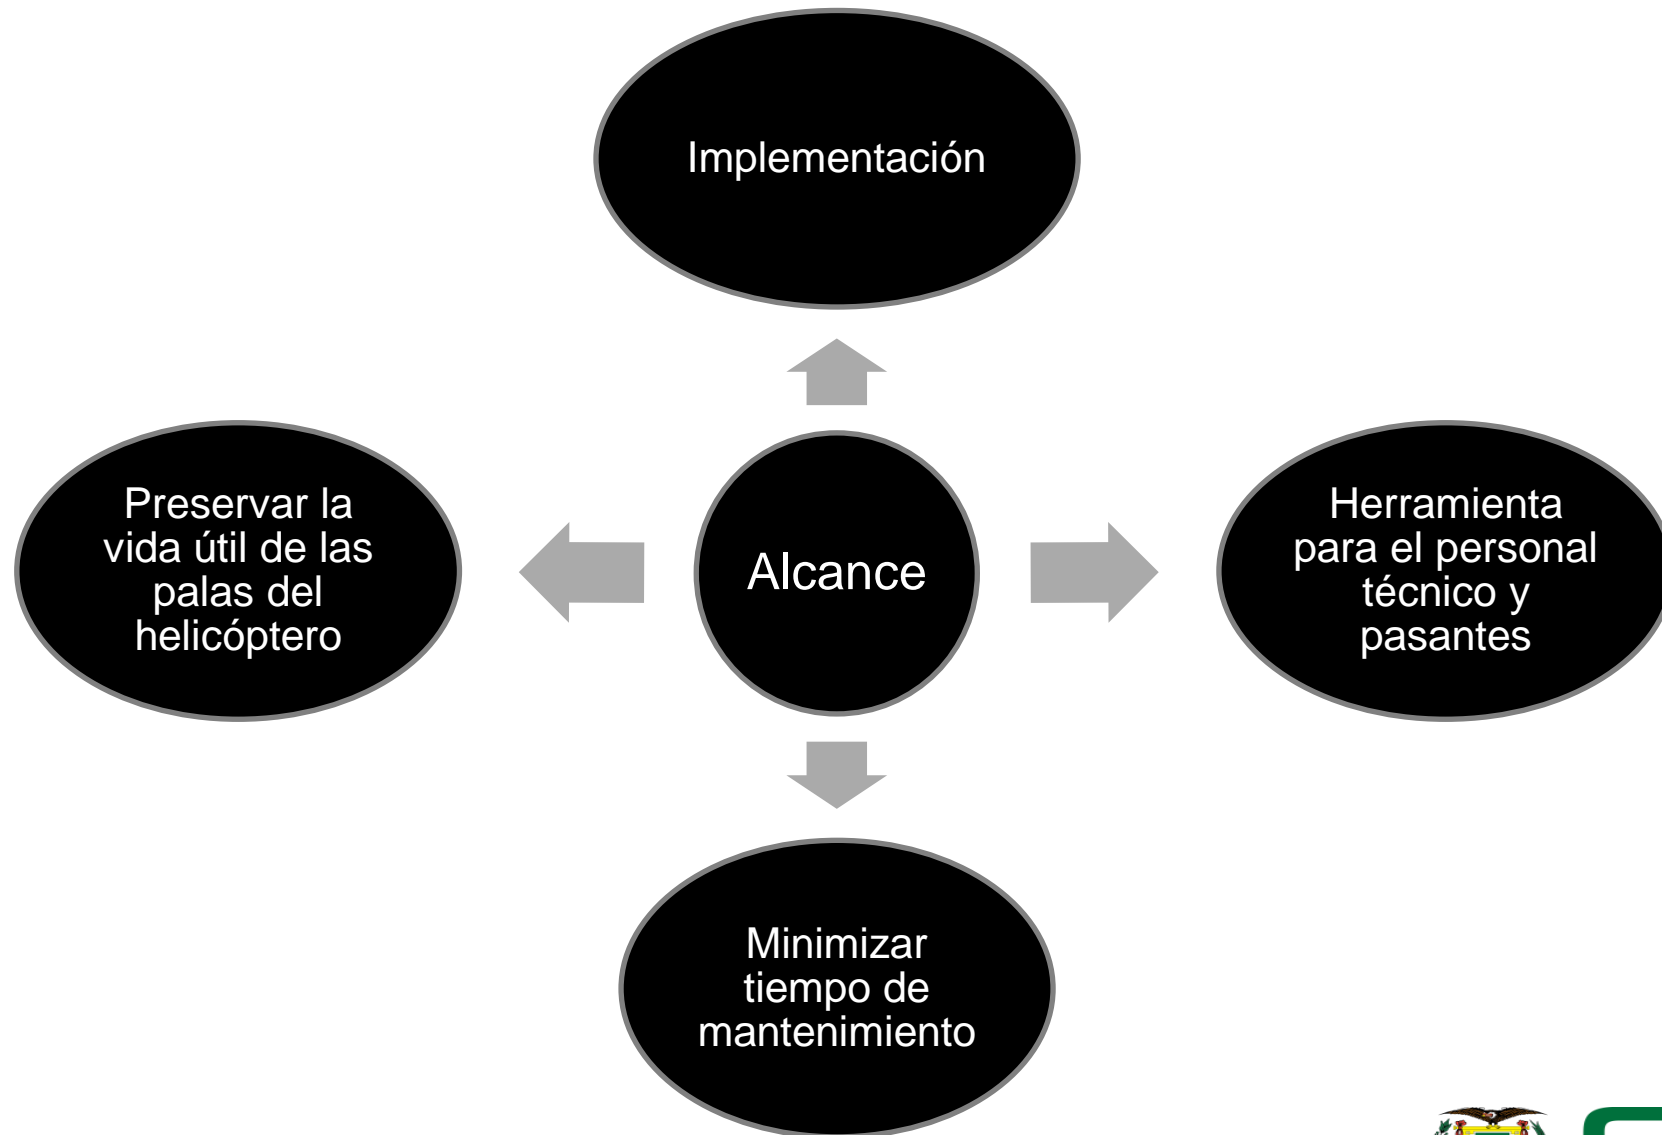 Implementación
Preservar la
vida útil de las
palas del
helicóptero
Alcance
Herramienta
para el personal
técnico y
pasantes
Minimizar
tiempo de
mantenimiento